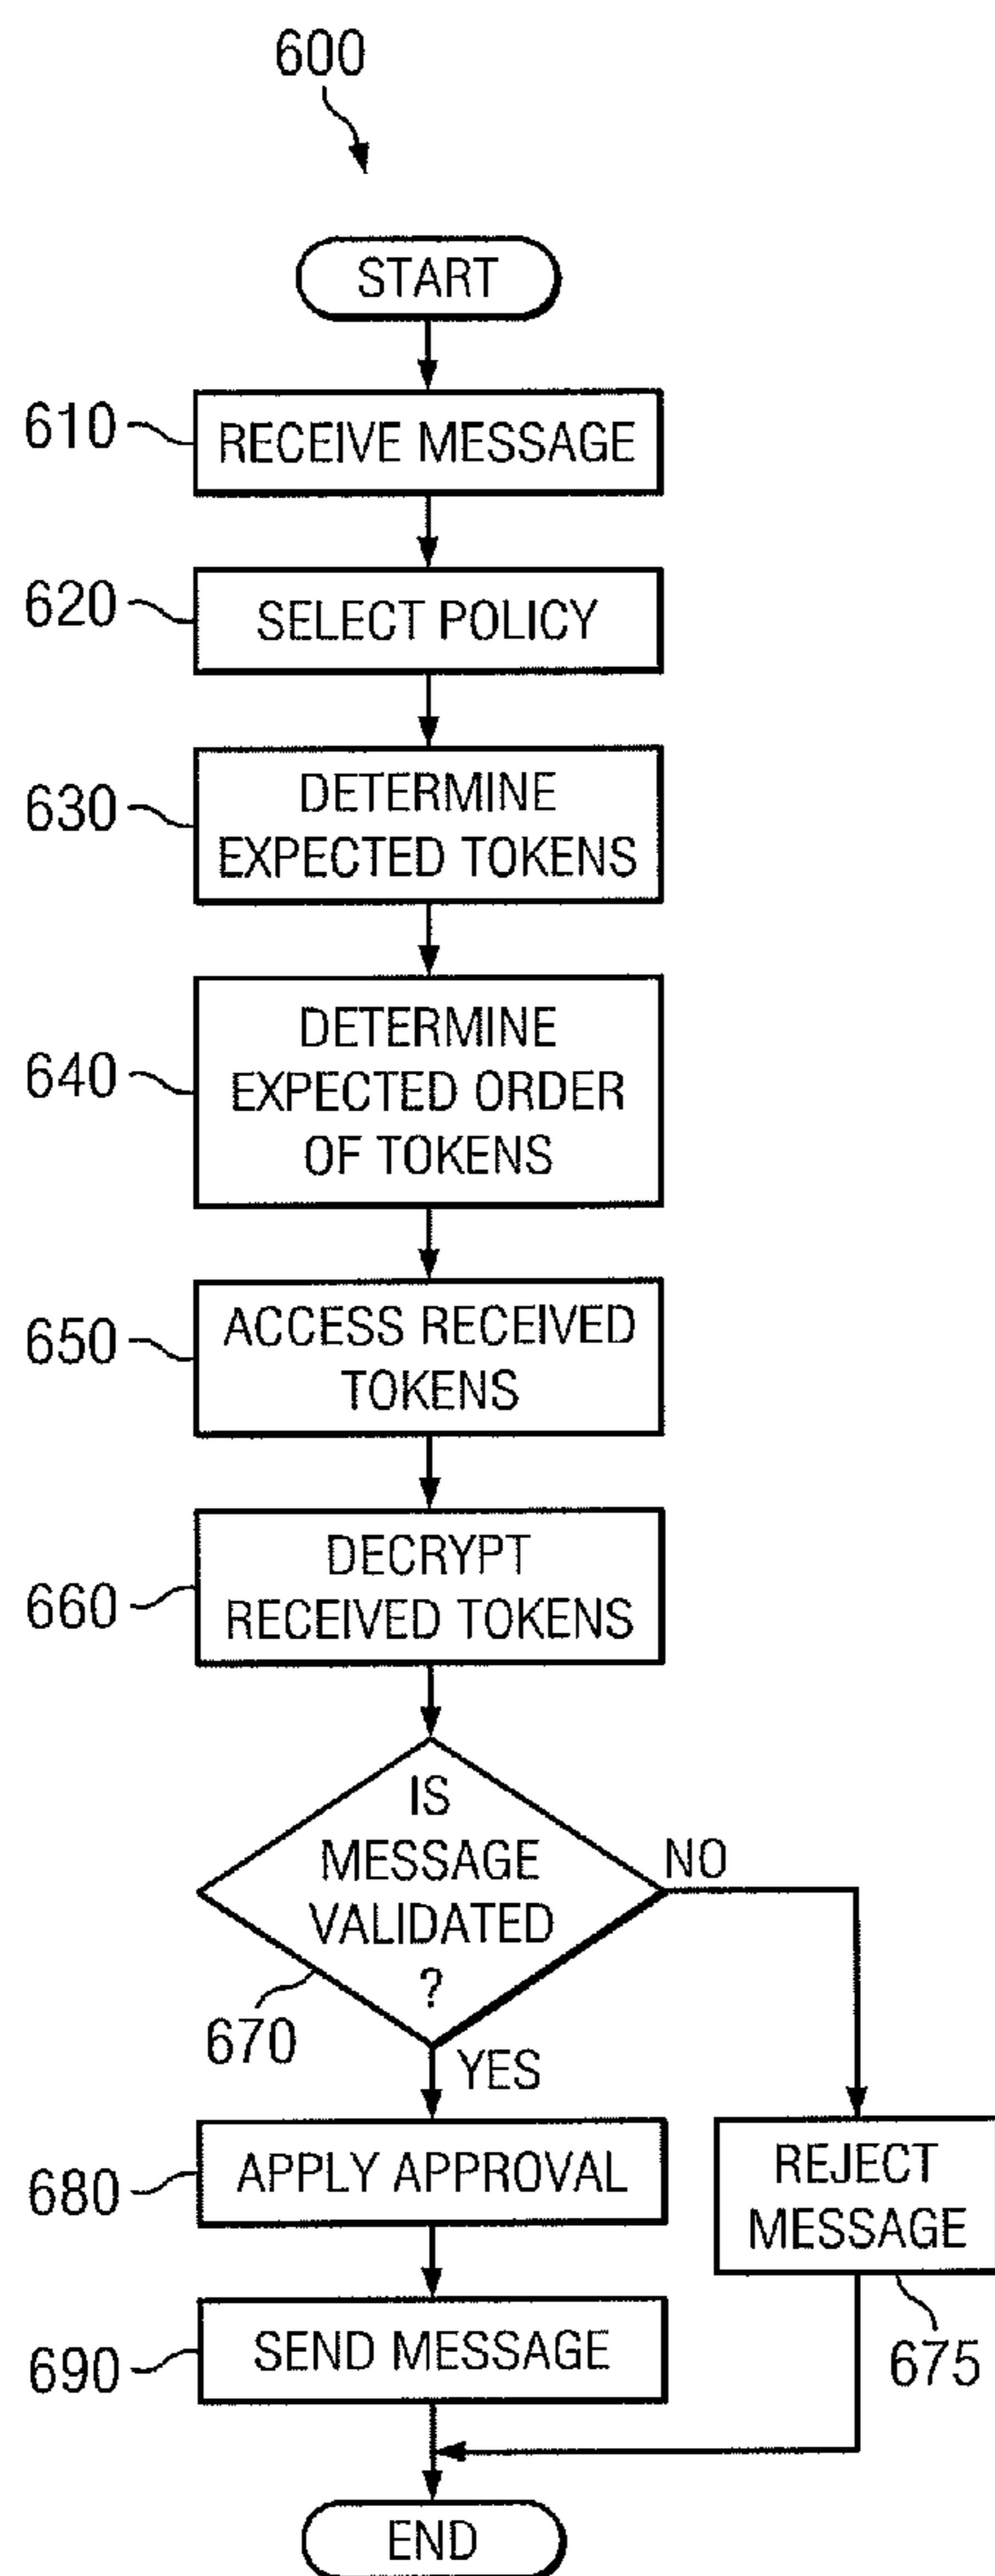 600
START
610
RECEIVE MESSAGE
620
SELECT POLICY
630
DETERMINE
EXPECTED TOKENS
640
DETERMINE
EXPECTED ORDER
OF TOKENS
650
ACCESS RECEIVED
TOKENS
660
DECRYPT
RECEIVED TOKENS
IS
MESSAGE
VALIDATED
?
670
NO
YES
680
APPLY APPROVAL
REJECT
MESSAGE
675
690
SEND MESSAGE
END